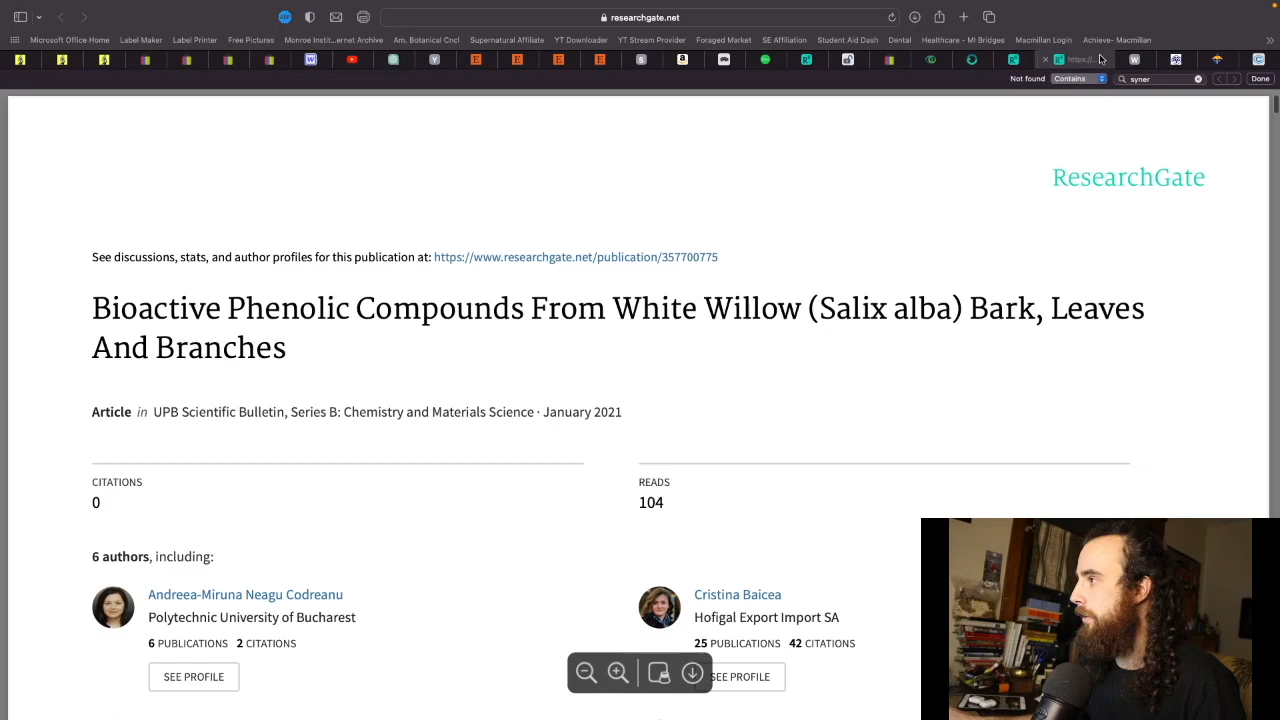 researchgate.net
Microsoft Office Home Label Maker Label Printer Free Pictures Monroe Instit...ernet Archive Am. Botanical Cncl Supernatural Affiliate YT Downloader YT Stream Provider Foraged Market SE Affiliation Student Aid Dash Dental Healthcare - MI Bridges Macmillan Login Achieve- Macmillan
https://...
Not found Contains syner Done
ResearchGate
See discussions, stats, and author profiles for this publication at: https://www.researchgate.net/publication/357700775
Bioactive Phenolic Compounds From White Willow (Salix alba) Bark, Leaves
And Branches
Article in UPB Scientific Bulletin, Series B: Chemistry and Materials Science · January 2021
CITATIONS READS
0 104
6 authors, including:
Andreea-Miruna Neagu Codreanu Cristina Baicea
Polytechnic University of Bucharest Hofigal Export Import SA
6 PUBLICATIONS 2 CITATIONS 25 PUBLICATIONS 42 CITATIONS
SEE PROFILE SEE PROFILE